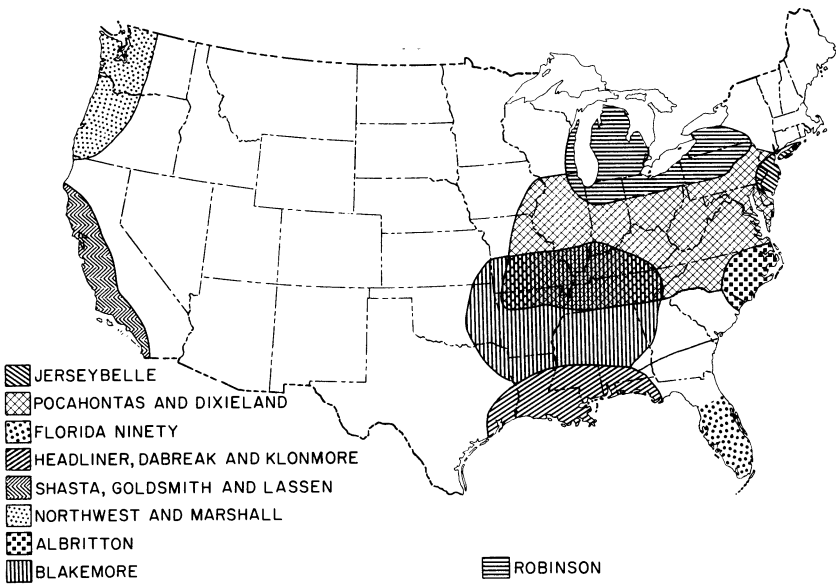 JERSEYBELLE
POCAHONTAS AND DIXIELAND
FLORIDA NINETY
HEADLINER, DABREAK AND KLONMORE
SHASTA, GOLDSMITH AND LASSEN
NORTHWEST AND MARSHALL
ALBRITTON
BLAKEMORE
ROBINSON